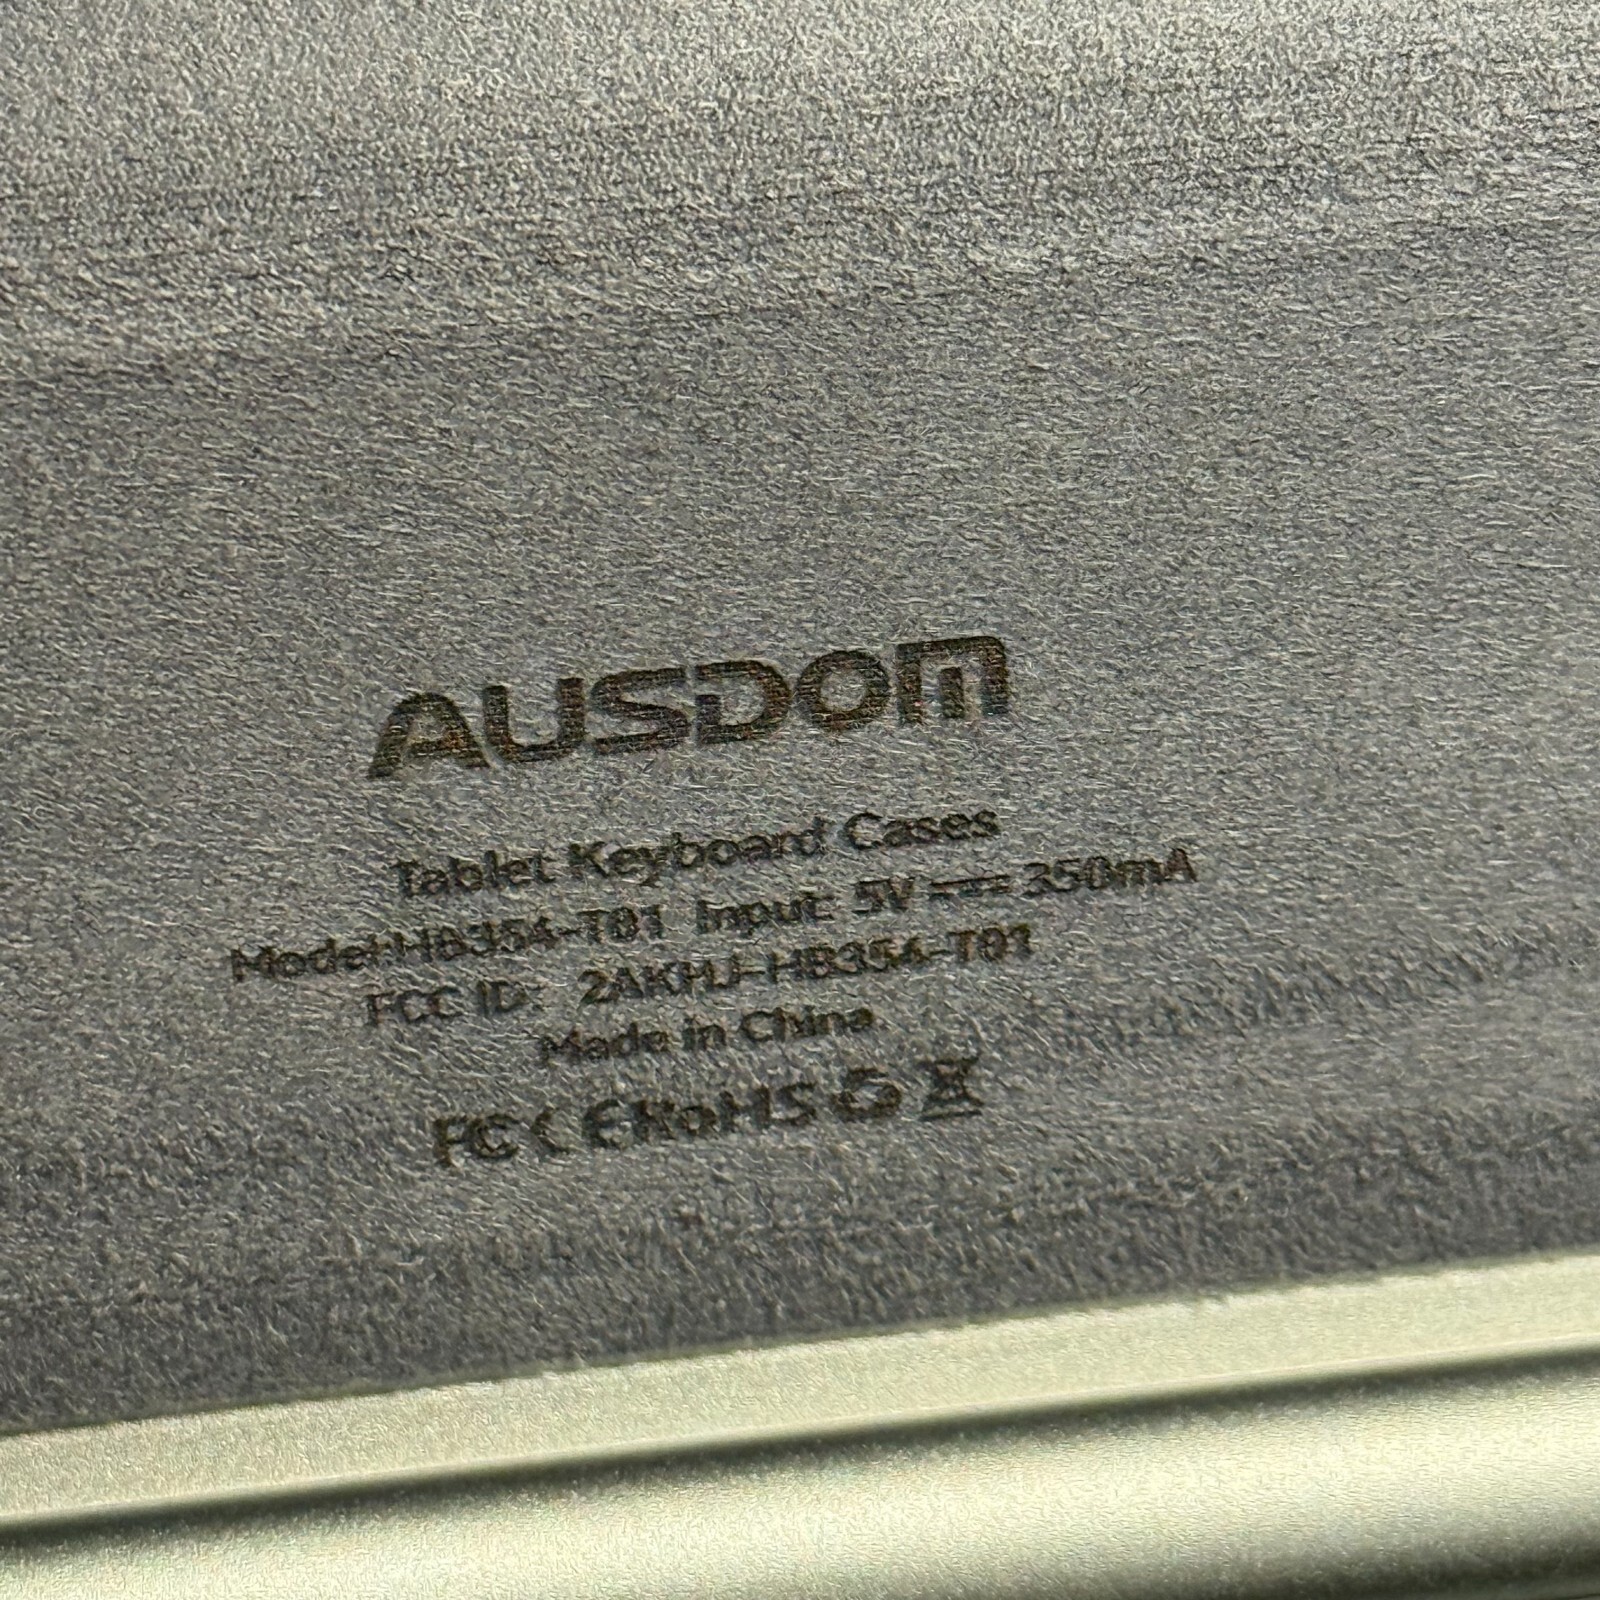 AUSDOM
Tablet Keyboard Cases
Model:HB354-T01 Input: 5V ⎓ 350mA
FCC ID: 2AKHJ-HB354-T01
Made in China
FC CE RoHS